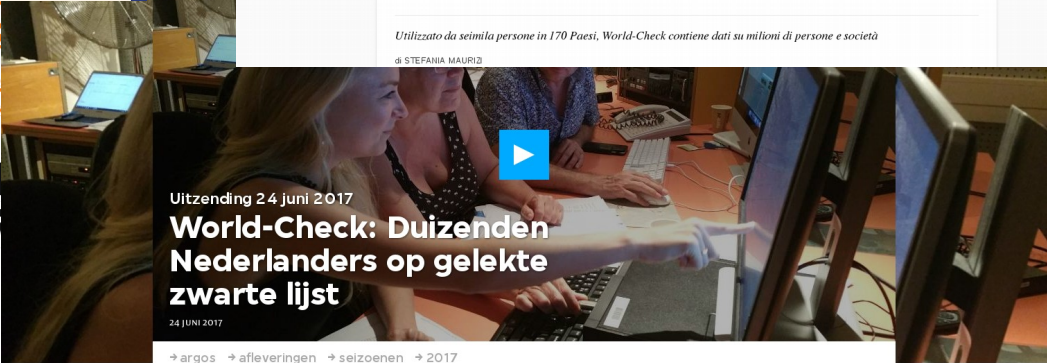 Utilizzato da seimila persone in 170 Paesi, World-Check contiene dati su milioni di persone e società
di STEFANIA MAURIZI
Uitzending 24 juni 2017
World-Check: Duizenden
Nederlanders op gelekte
zwarte lijst
24 JUNI 2017
→ argos → afleveringen → seizoenen → 2017